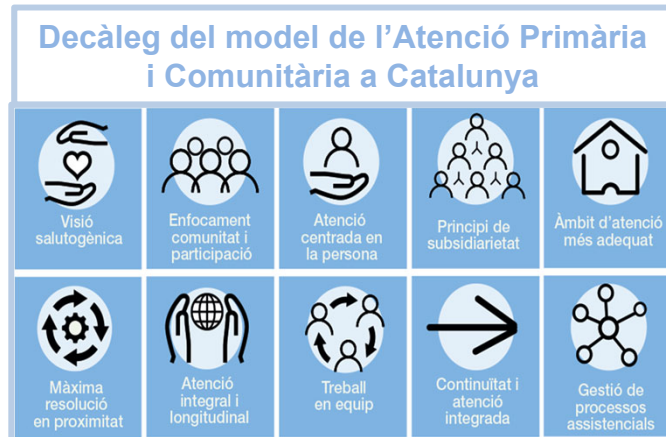 Decàleg del model de l’Atenció Primària
i Comunitària a Catalunya
Visió
salutogènica
Enfocament
comunitat i
participació
Atenció
centrada en
la persona
Principi de
subsidiarietat
Àmbit d’atenció
més adequat
Màxima
resolució
en proximitat
Atenció
integral i
longitudinal
Treball
en equip
Continuïtat i
atenció
integrada
Gestió de
processos
assistencials